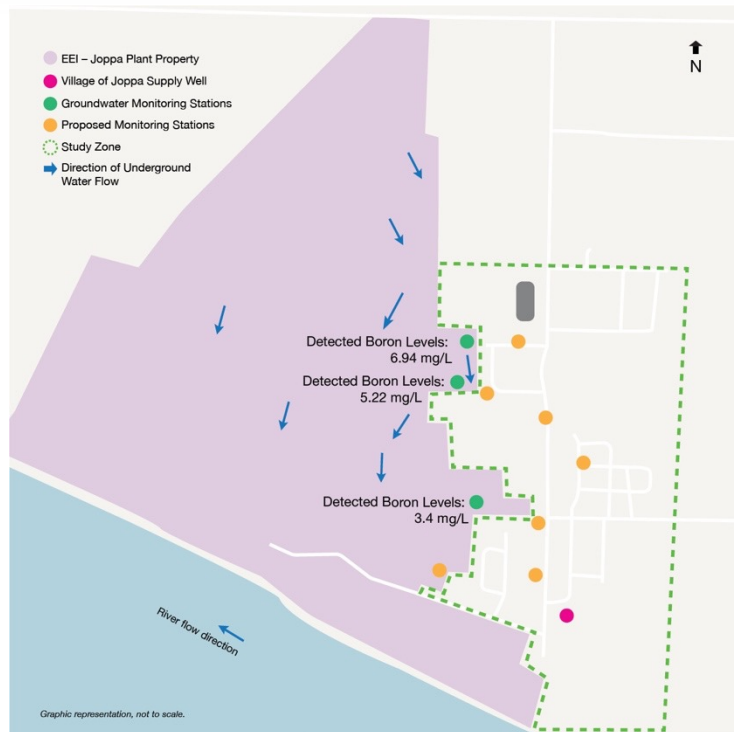 N
EEI – Joppa Plant Property
Village of Joppa Supply Well
Groundwater Monitoring Stations
Proposed Monitoring Stations
Study Zone
Direction of Underground
Water Flow
Detected Boron Levels:
6.94 mg/L
Detected Boron Levels:
5.22 mg/L
Detected Boron Levels:
3.4 mg/L
River flow direction
Graphic representation, not to scale.